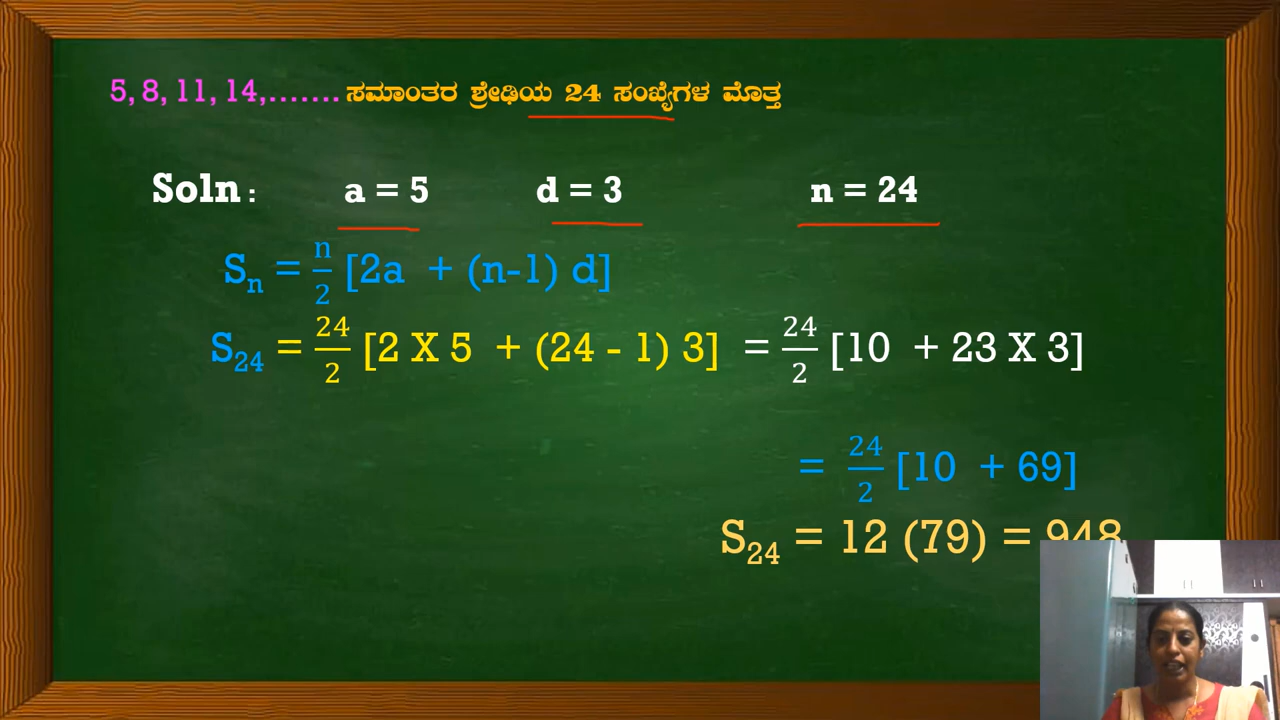 5, 8, 11, 14,....... ಸಮಾಂತರ ಶ್ರೇಢಿಯ 24 ಸಂಖ್ಯೆಗಳ ಮೊತ್ತ
Soln : a = 5 d = 3 n = 24
Sₙ = n/2 [2a + (n-1) d]
S₂₄ = 24/2 [2 X 5 + (24 - 1) 3] = 24/2 [10 + 23 X 3]
= 24/2 [10 + 69]
S₂₄ = 12 (79) = 948